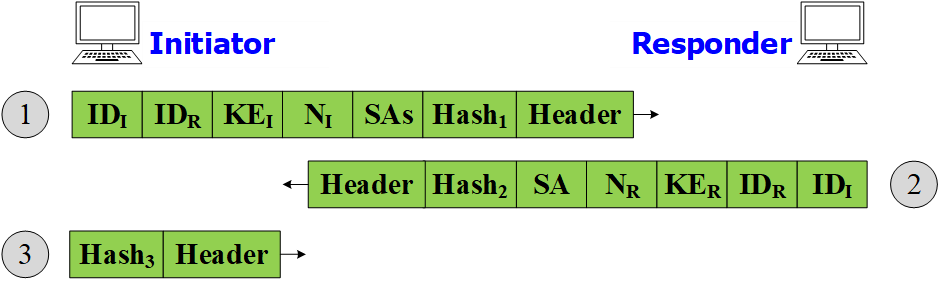 Initiator Responder
1 ID_I ID_R KE_I N_I SAs Hash_1 Header
Header Hash_2 SA N_R KE_R ID_R ID_I 2
3 Hash_3 Header